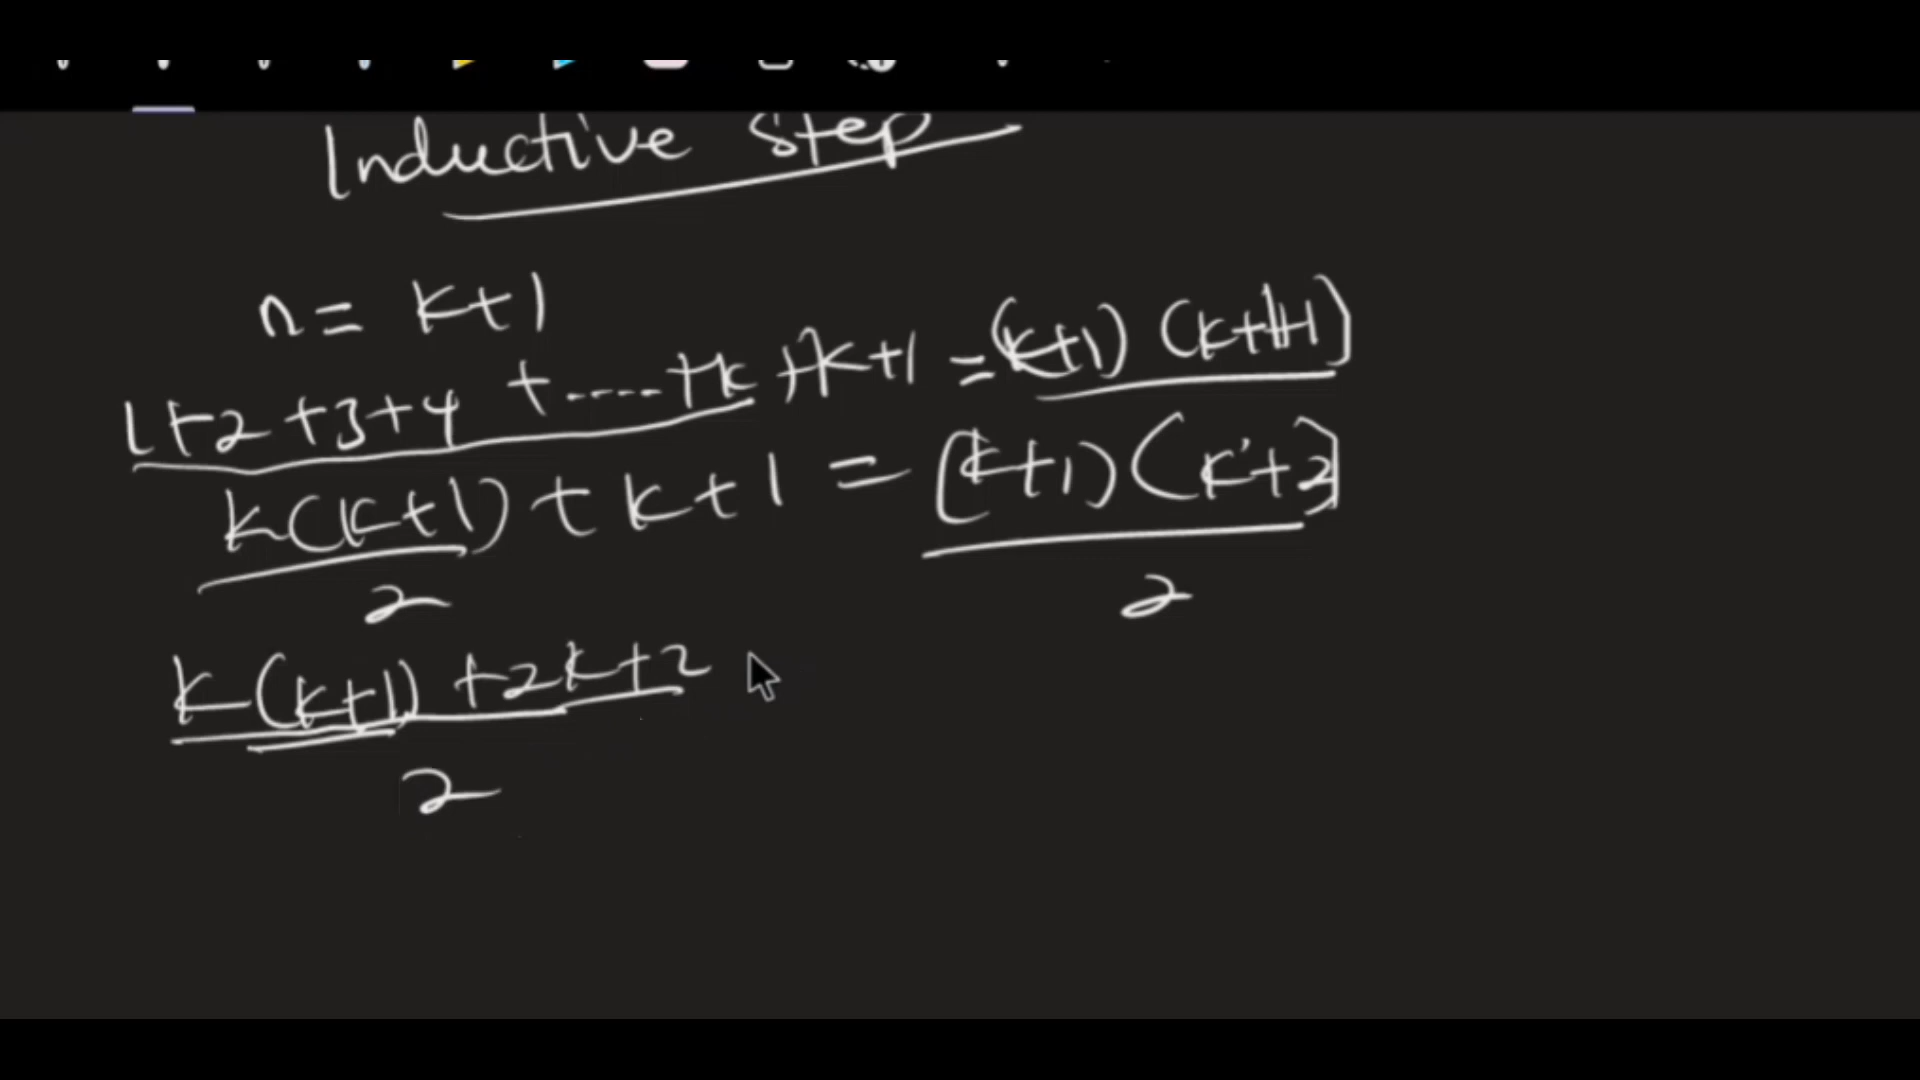 Inductive Step
n = k+1
1+2+3+4 +.....+k + k+1 = (k+1) (k+1+1)
k(k+1) + k+1 = (k+1)(k+2)
2 2
k(k+1) +2k+2
2